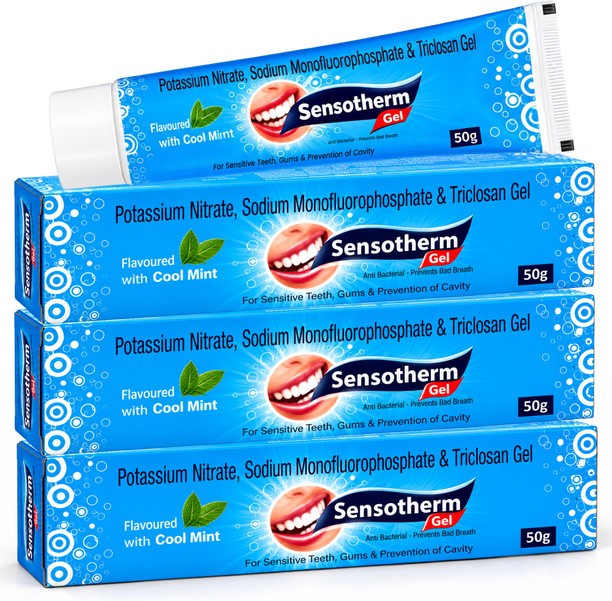 Potassium Nitrate, Sodium Monofluorophosphate & Triclosan Gel
Flavoured
with Cool Mint
Sensotherm
Gel
Anti Bacterial - Prevents Bad Breath
50g
For Sensitive Teeth, Gums & Prevention of Cavity
Sensotherm
Gel
Potassium Nitrate, Sodium Monofluorophosphate & Triclosan Gel
Flavoured
with Cool Mint
Sensotherm
Gel
Anti Bacterial - Prevents Bad Breath
50g
For Sensitive Teeth, Gums & Prevention of Cavity
Sensotherm
Gel
Potassium Nitrate, Sodium Monofluorophosphate & Triclosan Gel
Flavoured
with Cool Mint
Sensotherm
Gel
Anti Bacterial - Prevents Bad Breath
50g
For Sensitive Teeth, Gums & Prevention of Cavity
Sensotherm
Gel
Potassium Nitrate, Sodium Monofluorophosphate & Triclosan Gel
Flavoured
with Cool Mint
Sensotherm
Gel
Anti Bacterial - Prevents Bad Breath
50g
For Sensitive Teeth, Gums & Prevention of Cavity